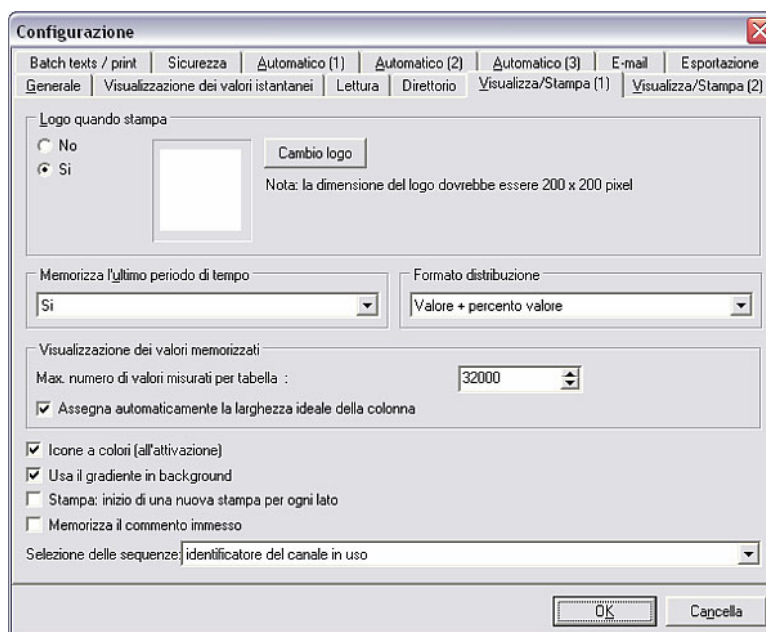 Configurazione
Batch texts / print Sicurezza Automatico (1) Automatico (2) Automatico (3) E-mail Esportazione
Generale Visualizzazione dei valori istantanei Lettura Direttorio Visualizza/Stampa (1) Visualizza/Stampa (2)
Logo quando stampa
No
Si
Cambio logo
Nota: la dimensione del logo dovrebbe essere 200 x 200 pixel
Memorizza l'ultimo periodo di tempo
Formato distribuzione
Si
Valore + percento valore
Visualizzazione dei valori memorizzati
Max. numero di valori misurati per tabella : 32000
Assegna automaticamente la larghezza ideale della colonna
Icone a colori (all'attivazione)
Usa il gradiente in background
Stampa: inizio di una nuova stampa per ogni lato
Memorizza il commento immesso
Selezione delle sequenze: identificatore del canale in uso
OK Cancella